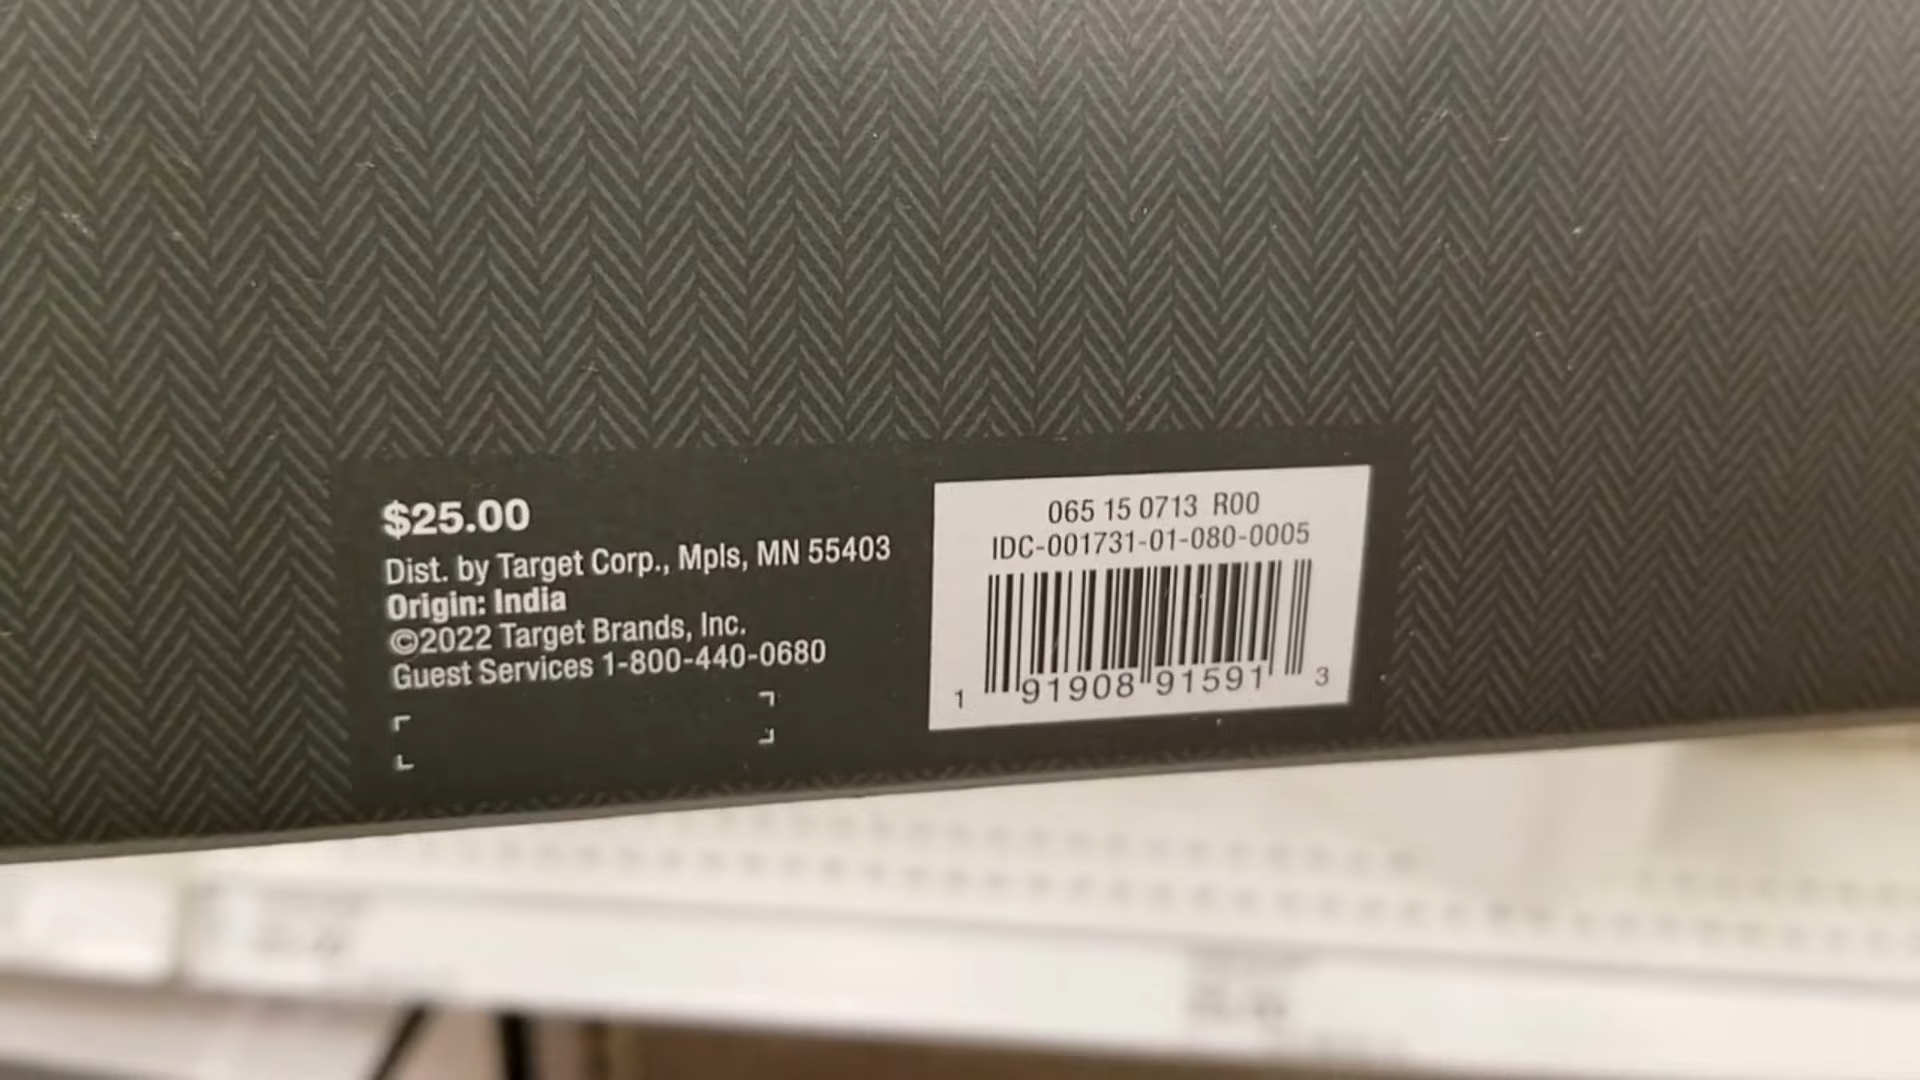 $25.00
Dist. by Target Corp., Mpls, MN 55403
Origin: India
©2022 Target Brands, Inc.
Guest Services 1-800-440-0680
065 15 0713 R00
IDC-001731-01-080-0005
1 91908 91591 3